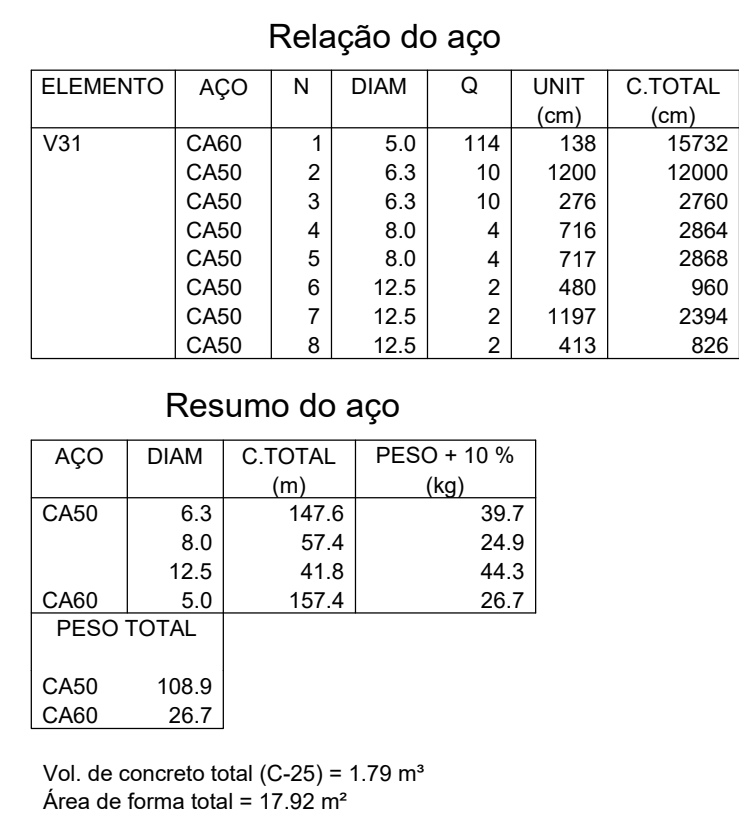 Relação do aço
ELEMENTO AÇO N DIAM Q UNIT C.TOTAL
(cm) (cm)
V31 CA60 1 5.0 114 138 15732
CA50 2 6.3 10 1200 12000
CA50 3 6.3 10 276 2760
CA50 4 8.0 4 716 2864
CA50 5 8.0 4 717 2868
CA50 6 12.5 2 480 960
CA50 7 12.5 2 1197 2394
CA50 8 12.5 2 413 826
Resumo do aço
AÇO DIAM C.TOTAL PESO + 10 %
(m) (kg)
CA50 6.3 147.6 39.7
8.0 57.4 24.9
12.5 41.8 44.3
CA60 5.0 157.4 26.7
PESO TOTAL
CA50 108.9
CA60 26.7
Vol. de concreto total (C-25) = 1.79 m³
Área de forma total = 17.92 m²